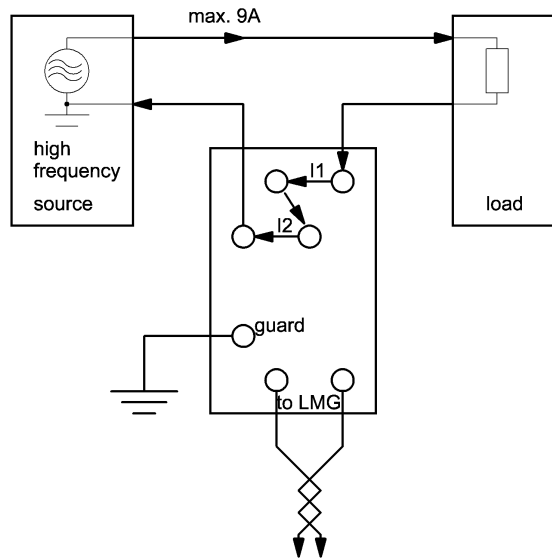 max. 9A
high
frequency
source
load
I1
I2
guard
to LMG